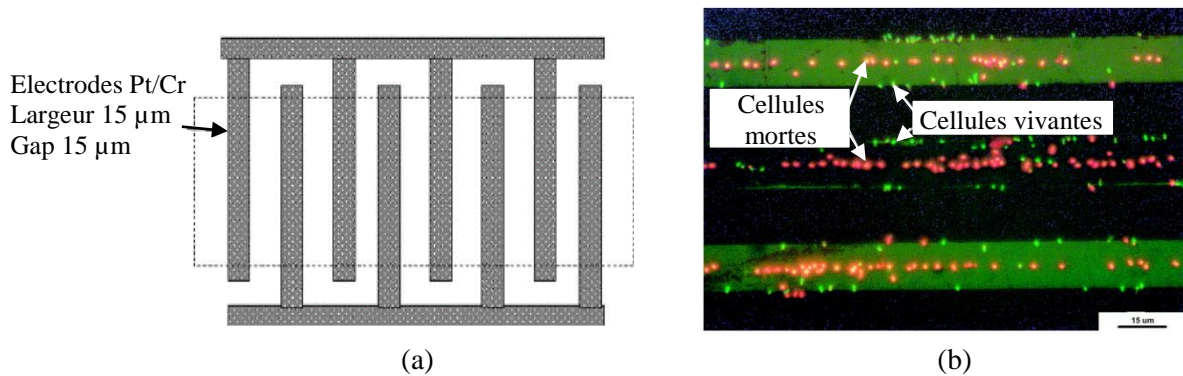 Electrodes Pt/Cr
Largeur 15 µm
Gap 15 µm
Cellules
mortes
Cellules vivantes
15 um
(a)
(b)